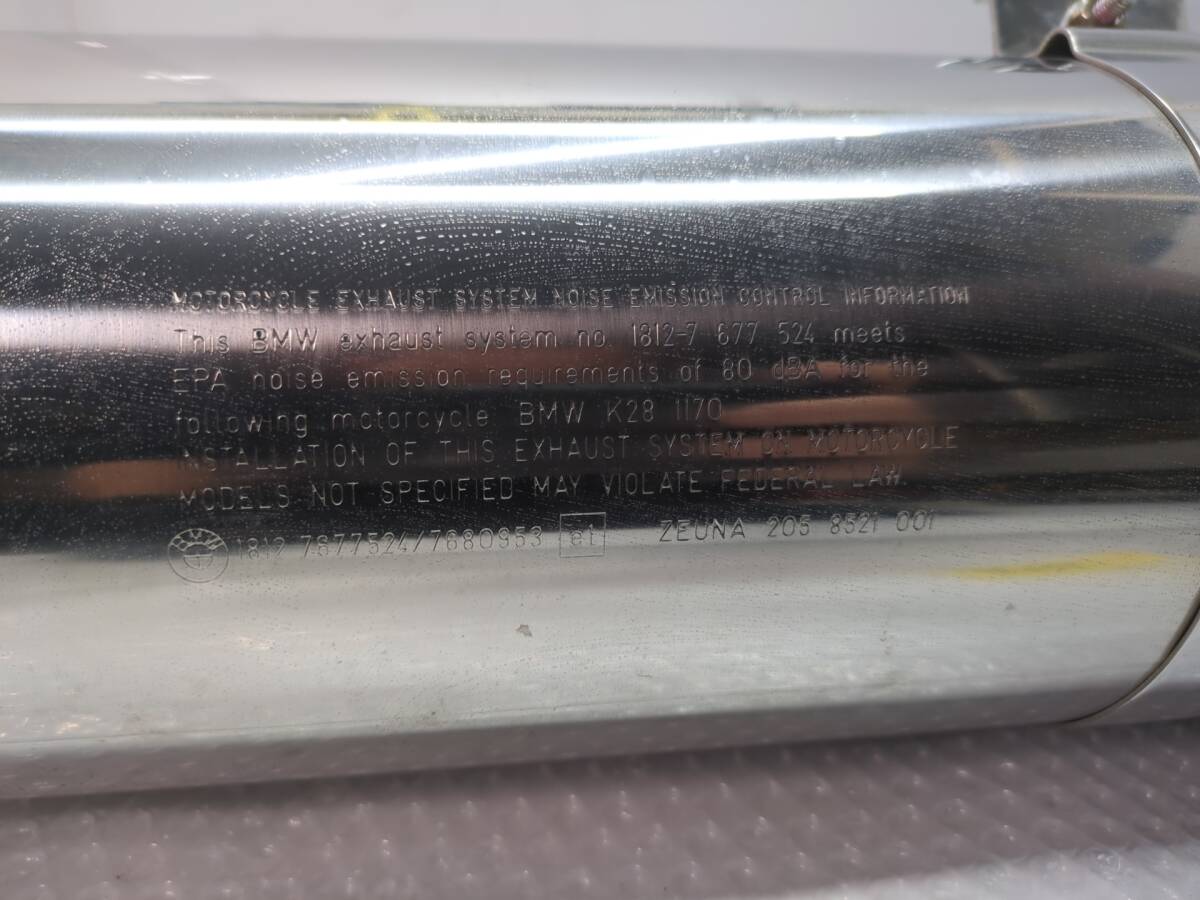 MOTORCYCLE EXHAUST SYSTEM NOISE EMISSION CONTROL INFORMATION
This BMW exhaust system no. 1812-7 677 524 meets
EPA noise emission requirements of 80 dBA for the
following motorcycle BMW K28 1170
INSTALLATION OF THIS EXHAUST SYSTEM ON MOTORCYCLE
MODELS NOT SPECIFIED MAY VIOLATE FEDERAL LAW.
1812 7677524/7680953 et ZEUNA 205 8521 001